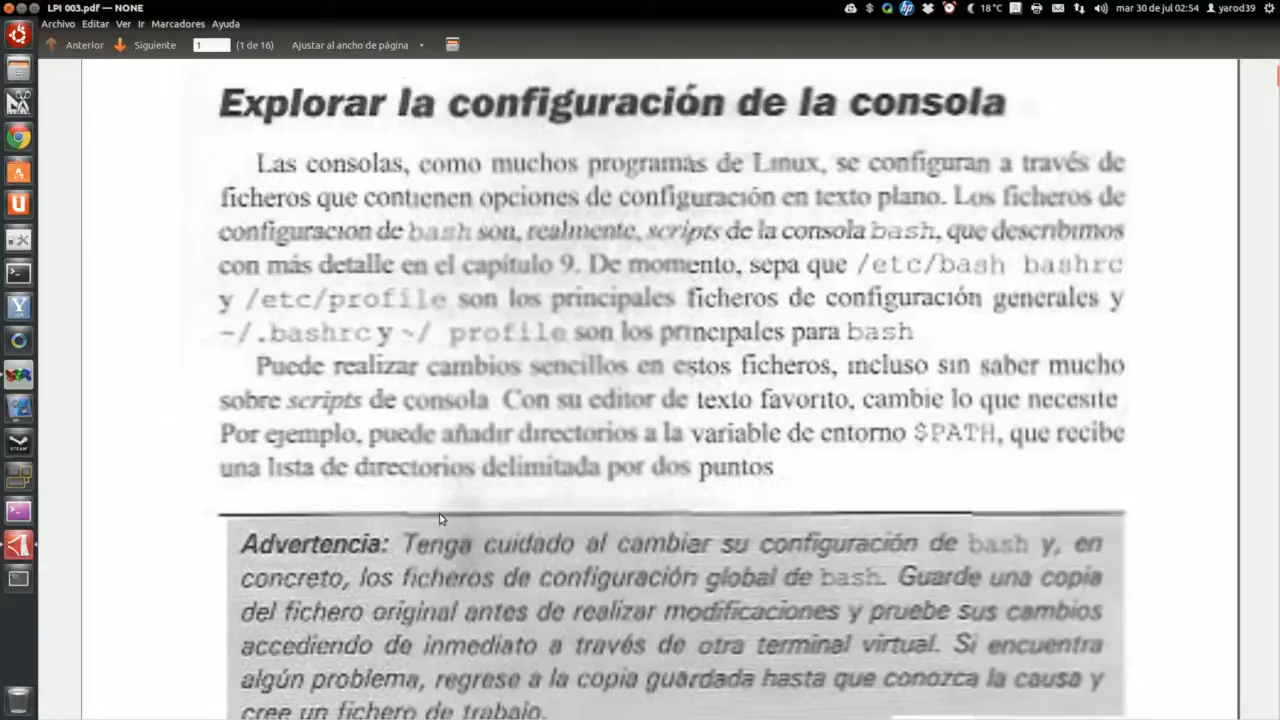 LPI 003.pdf — NONE
18 °C
mar 30 de jul 02:54
yarod39
Archivo Editar Ver Ir Marcadores Ayuda
Anterior Siguiente 1 (1 de 16) Ajustar al ancho de página
Explorar la configuración de la consola
Las consolas, como muchos programas de Linux, se configuran a través de
ficheros que contienen opciones de configuración en texto plano. Los ficheros de
configuracion de bash son, realmente, scripts de la consola bash, que describimos
con más detalle en el capítulo 9. De momento, sepa que /etc/bash bashrc
y /etc/profile son los principales ficheros de configuración generales y
~/.bashrc y ~/ profile son los principales para bash
Puede realizar cambios sencillos en estos ficheros, incluso sin saber mucho
sobre scripts de consola Con su editor de texto favorito, cambie lo que necesite
Por ejemplo, puede añadir directorios a la variable de entorno $PATH, que recibe
una lista de directorios delimitada por dos puntos
Advertencia: Tenga cuidado al cambiar su configuración de bash y, en
concreto, los ficheros de configuración global de bash. Guarde una copia
del fichero original antes de realizar modificaciones y pruebe sus cambios
accediendo de inmediato a través de otra terminal virtual. Si encuentra
algún problema, regrese a la copia guardada hasta que conozca la causa y
cree un fichero de trabajo.